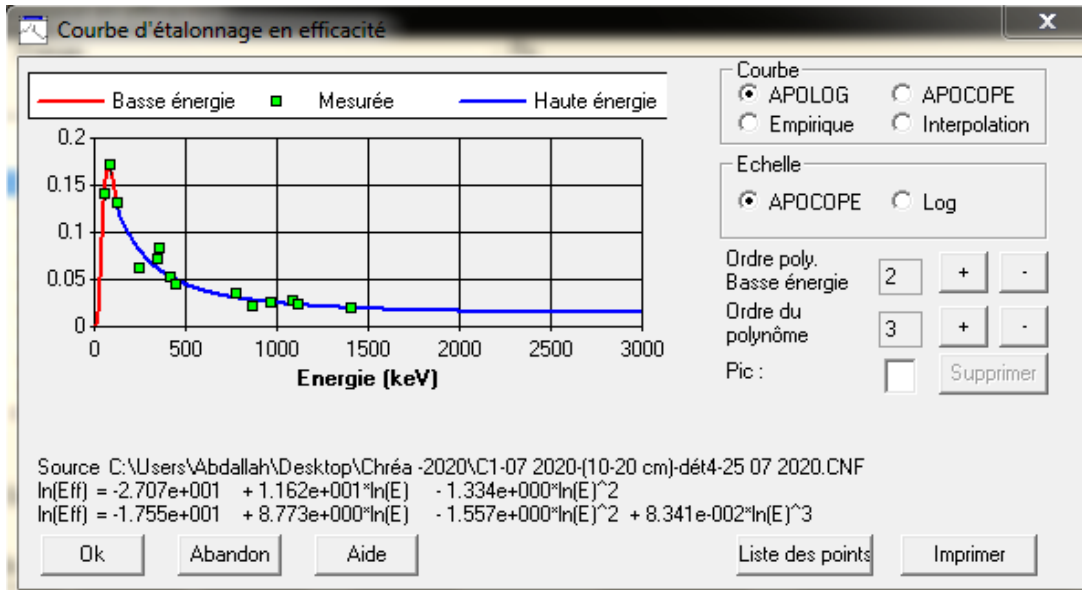 Courbe d'étalonnage en efficacité
X
Basse énergie Mesurée Haute énergie
0.2
0.15
0.1
0.05
0
0 500 1000 1500 2000 2500 3000
Energie (keV)
Courbe
APOLOG APOCOPE
Empirique Interpolation
Echelle
APOCOPE Log
Ordre poly.
Basse énergie 2 + -
Ordre du
polynôme 3 + -
Pic : Supprimer
Source C:\Users\Abdallah\Desktop\Chréa -2020\C1-07 2020-(10-20 cm)-dét4-25 07 2020.CNF
ln(Eff) = -2.707e+001 + 1.162e+001*ln(E) - 1.334e+000*ln(E)^2
ln(Eff) = -1.755e+001 + 8.773e+000*ln(E) - 1.557e+000*ln(E)^2 + 8.341e-002*ln(E)^3
Ok Abandon Aide Liste des points Imprimer